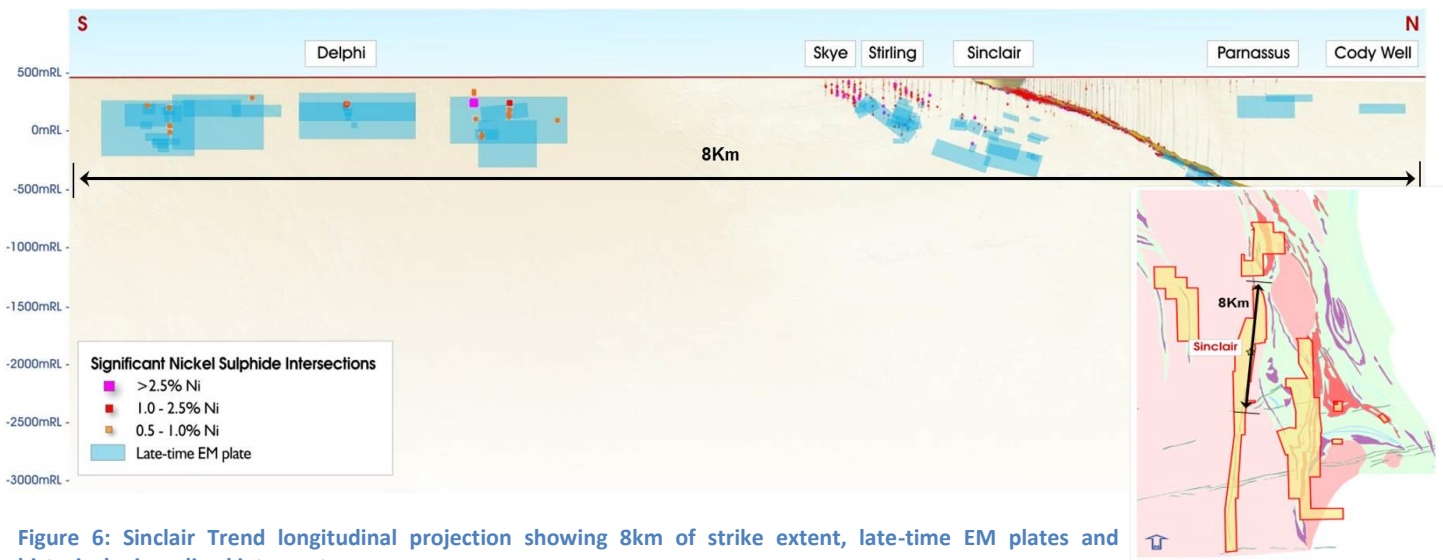 S N
Delphi Skye Stirling Sinclair Parnassus Cody Well
500mRL -
0mRL -
8Km
-500mRL -
-1000mRL -
8Km
-1500mRL -
Sinclair
-2000mRL -
Significant Nickel Sulphide Intersections
>2.5% Ni
1.0 - 2.5% Ni
-2500mRL -
0.5 - 1.0% Ni
Late-time EM plate
-3000mRL -
Figure 6: Sinclair Trend longitudinal projection showing 8km of strike extent, late-time EM plates and